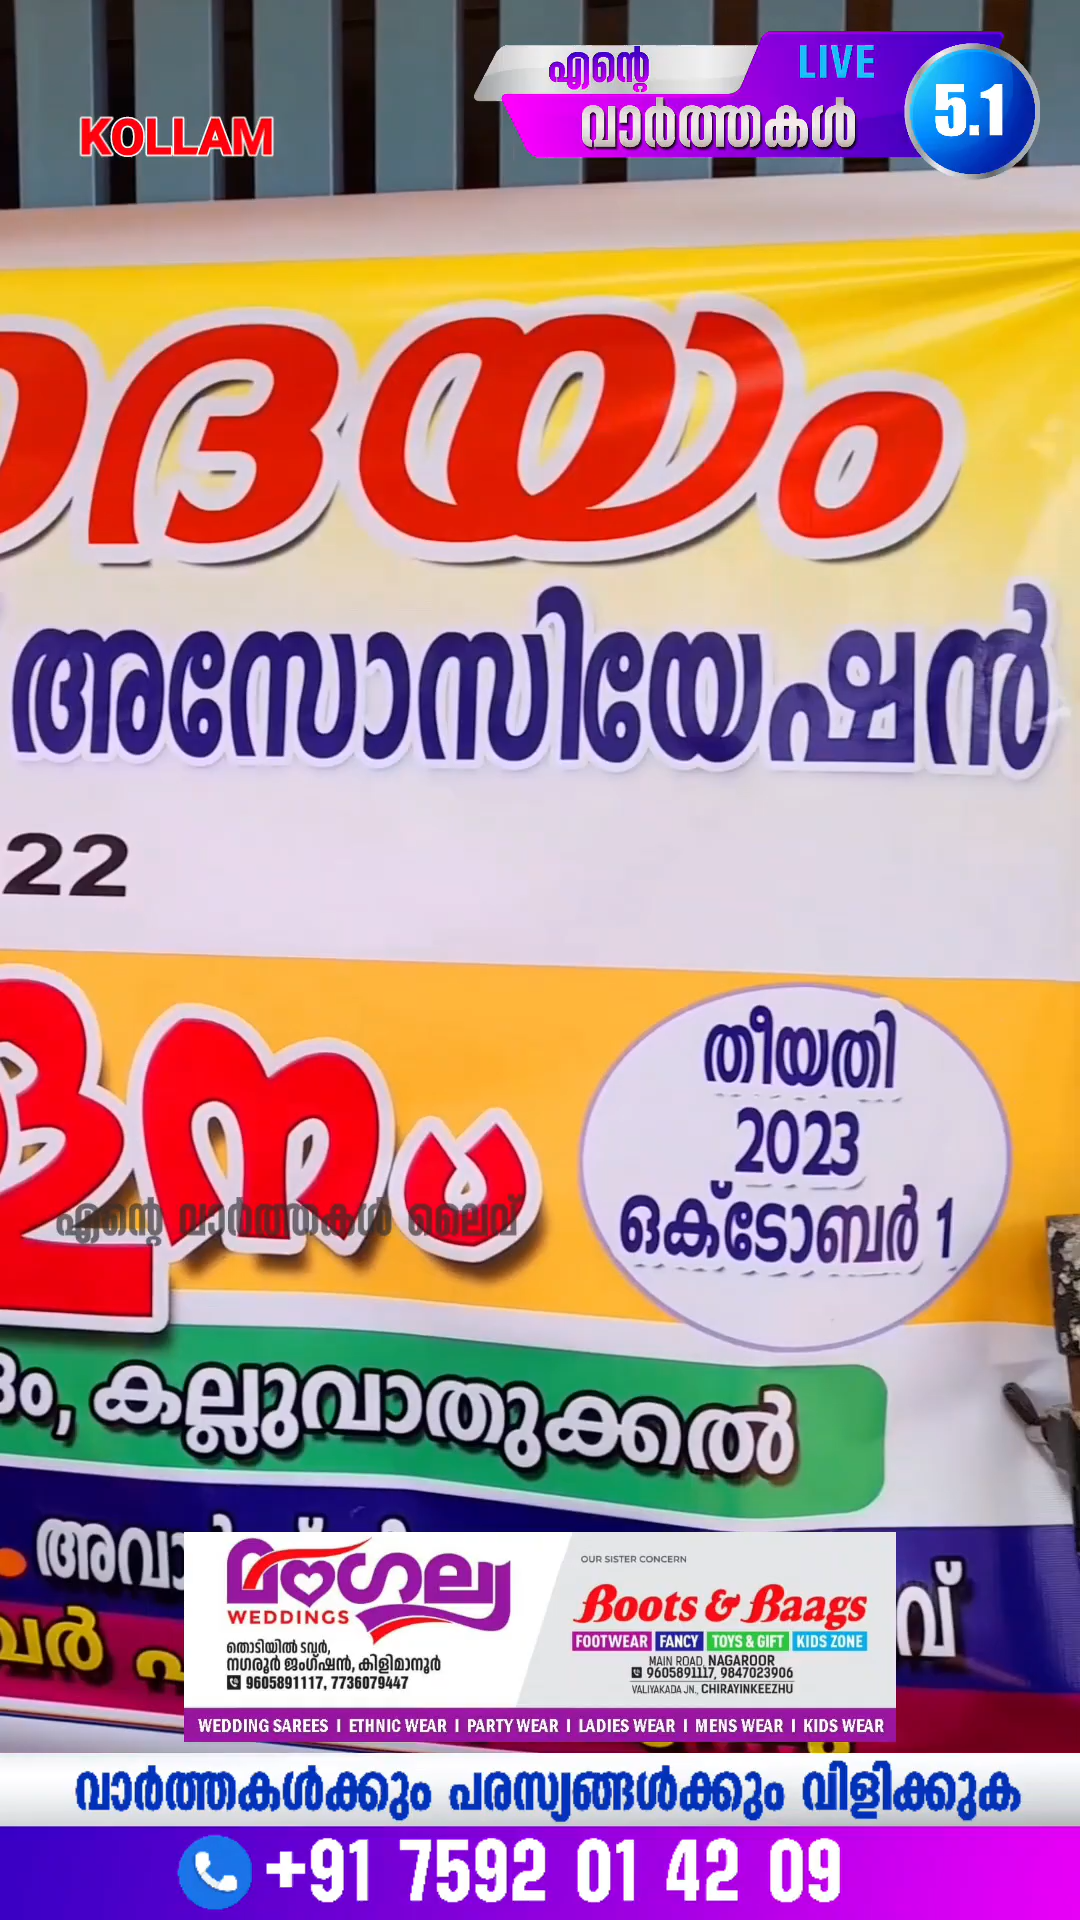 എന്റെ LIVE
വാർത്തകൾ 5.1
KOLLAM
അസോസിയേഷൻ
22
തീയതി
2023
ഒക്ടോബർ 1
എന്റെ വാർത്തകൾ ലൈവ്
കല്ലുവാതുക്കൽ
മംഗല്യ
WEDDINGS
തൊടിയിൽ ടവർ,
നഗരൂർ ജംഗ്ഷൻ, കിളിമാനൂർ
9605891117, 7736079447
OUR SISTER CONCERN
Boots & Baags
FOOTWEAR FANCY TOYS & GIFT KIDS ZONE
MAIN ROAD, NAGAROOR
9605891117, 9847023906
VALIYAKADA JN., CHIRAYINKEEZHU
WEDDING SAREES I ETHNIC WEAR I PARTY WEAR I LADIES WEAR I MENS WEAR I KIDS WEAR
വാർത്തകൾക്കും പരസ്യങ്ങൾക്കും വിളിക്കുക
+91 7592 01 42 09